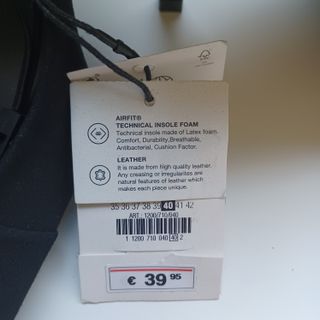 AIRFIT®
TECHNICAL INSOLE FOAM
Technical insole made of Latex foam.
Comfort, Durability,Breathable,
Antibacterial, Cushion Factor.
LEATHER
It is made from high quality leather.
Any creasing or irregularites are
natural features of leather which
makes each piece unique.
35 36 37 38 39 40 41 42
ART.: 1200/710/040
1 1200 710 040 40 2
€ 39 95